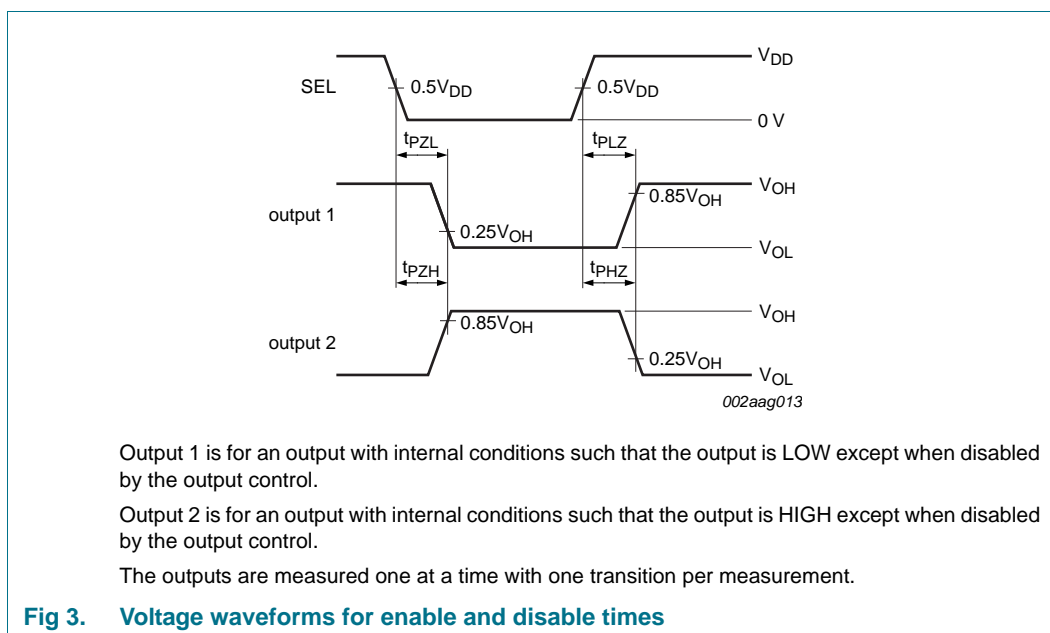 SEL
0.5VDD
0.5VDD
VDD
0 V
tPZL
tPLZ
output 1
0.25VOH
0.85VOH
VOH
VOL
tPZH
tPHZ
output 2
0.85VOH
0.25VOH
VOH
VOL
002aag013
Output 1 is for an output with internal conditions such that the output is LOW except when disabled
by the output control.
Output 2 is for an output with internal conditions such that the output is HIGH except when disabled
by the output control.
The outputs are measured one at a time with one transition per measurement.
Fig 3. Voltage waveforms for enable and disable times